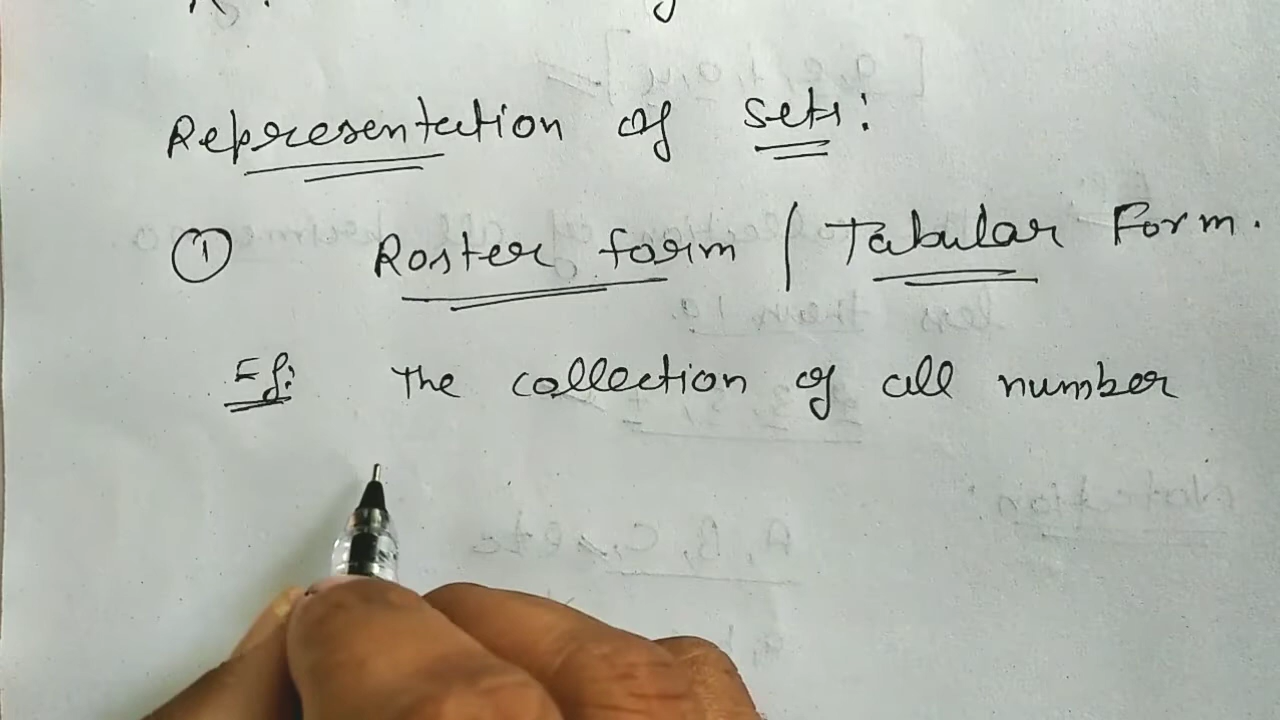 Representation of sets:
① Roster form / Tabular Form.
Eg: The collection of all number